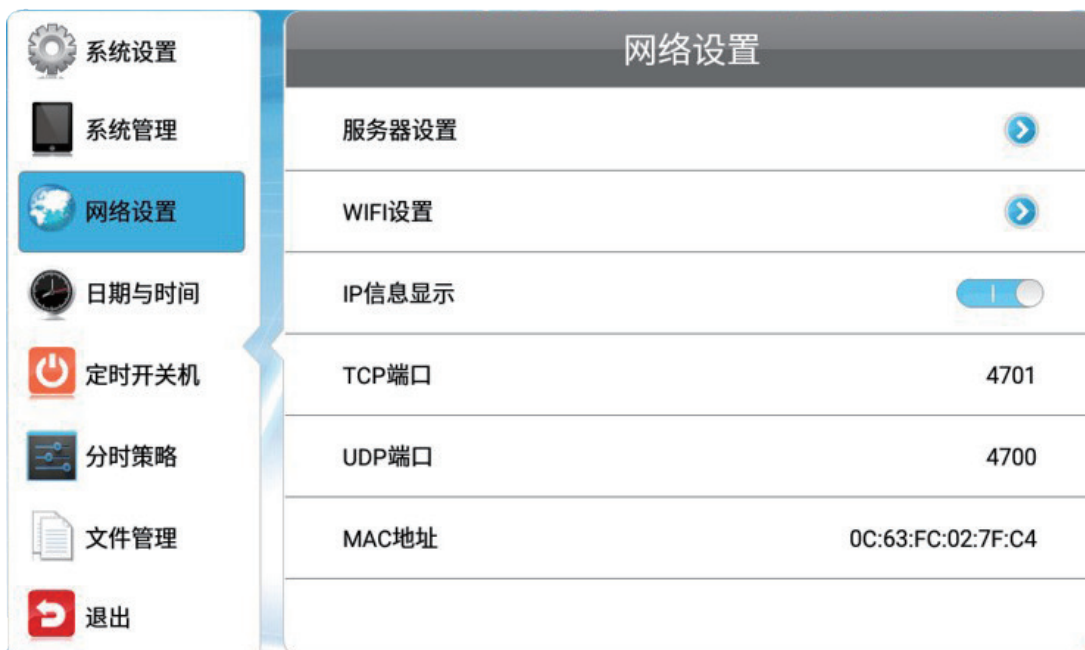 系统设置
系统管理
网络设置
日期与时间
定时开关机
分时策略
文件管理
退出
网络设置
服务器设置
WIFI设置
IP信息显示
TCP端口 4701
UDP端口 4700
MAC地址 0C:63:FC:02:7F:C4